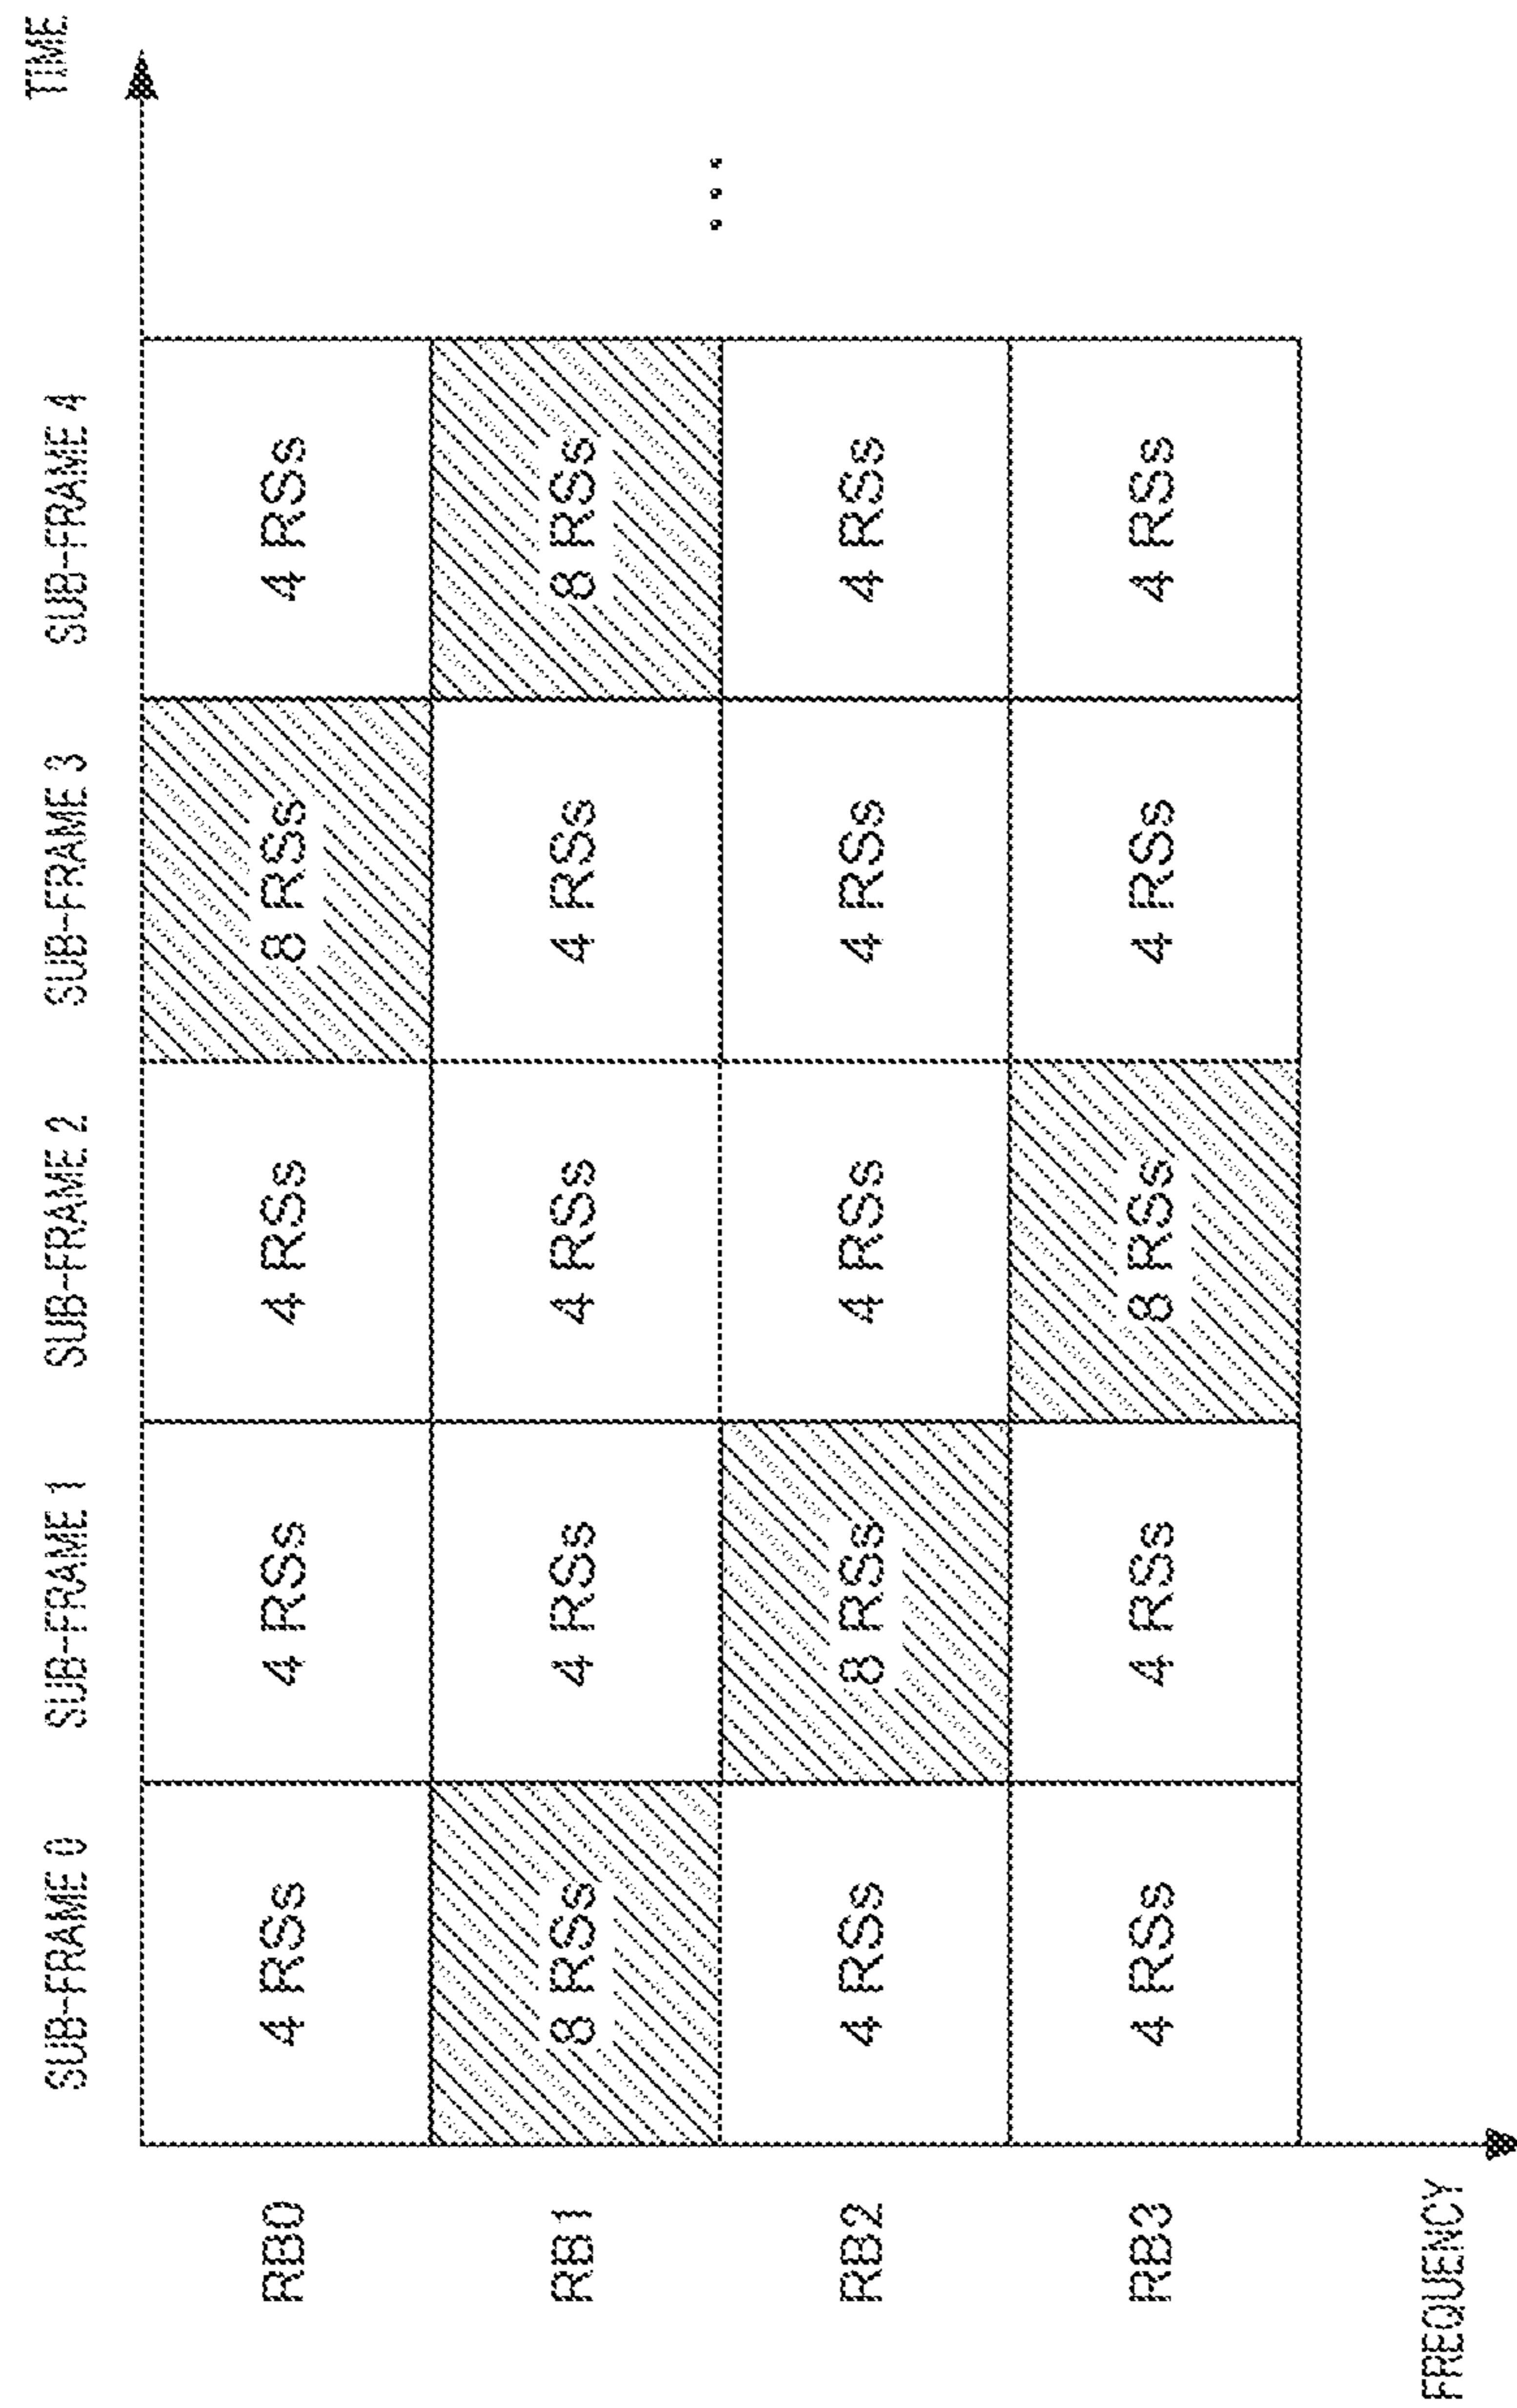 SUB-FRAME 0 SUB-FRAME 1 SUB-FRAME 2 SUB-FRAME 3 SUB-FRAME 4 TIME
RB0 4 RSs 4 RSs 4 RSs 8 RSs 4 RSs
RB1 8 RSs 4 RSs 4 RSs 4 RSs 8 RSs
RB2 4 RSs 8 RSs 4 RSs 4 RSs 4 RSs
RB3 4 RSs 4 RSs 8 RSs 4 RSs 4 RSs
FREQUENCY